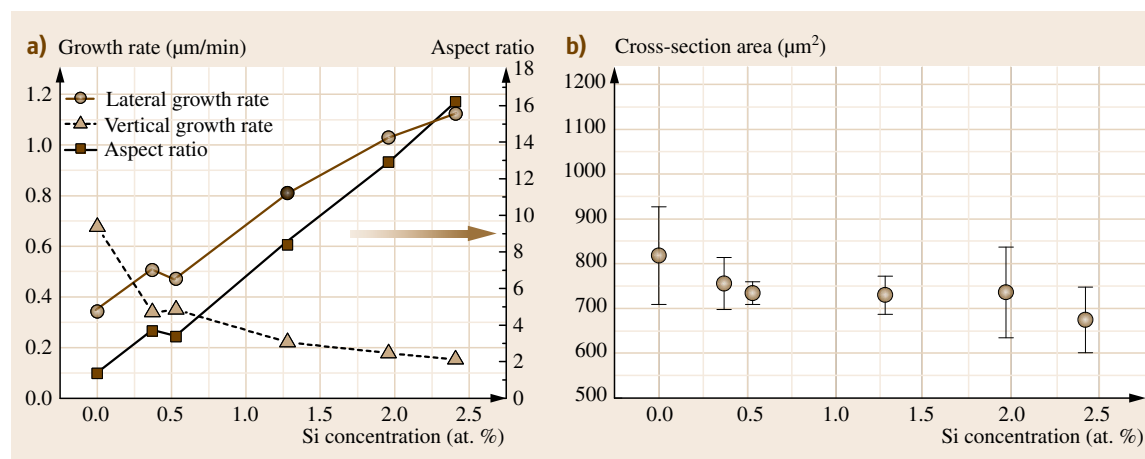 a) Growth rate (μm/min)
Aspect ratio
Lateral growth rate
Vertical growth rate
Aspect ratio
1.2
1.0
0.8
0.6
0.4
0.2
0.0
18
16
14
12
10
8
6
4
2
0
0.0 0.5 1.0 1.5 2.0 2.5
Si concentration (at. %)
b) Cross-section area (μm²)
1200
1100
1000
900
800
700
600
500
0.0 0.5 1.0 1.5 2.0 2.5
Si concentration (at. %)